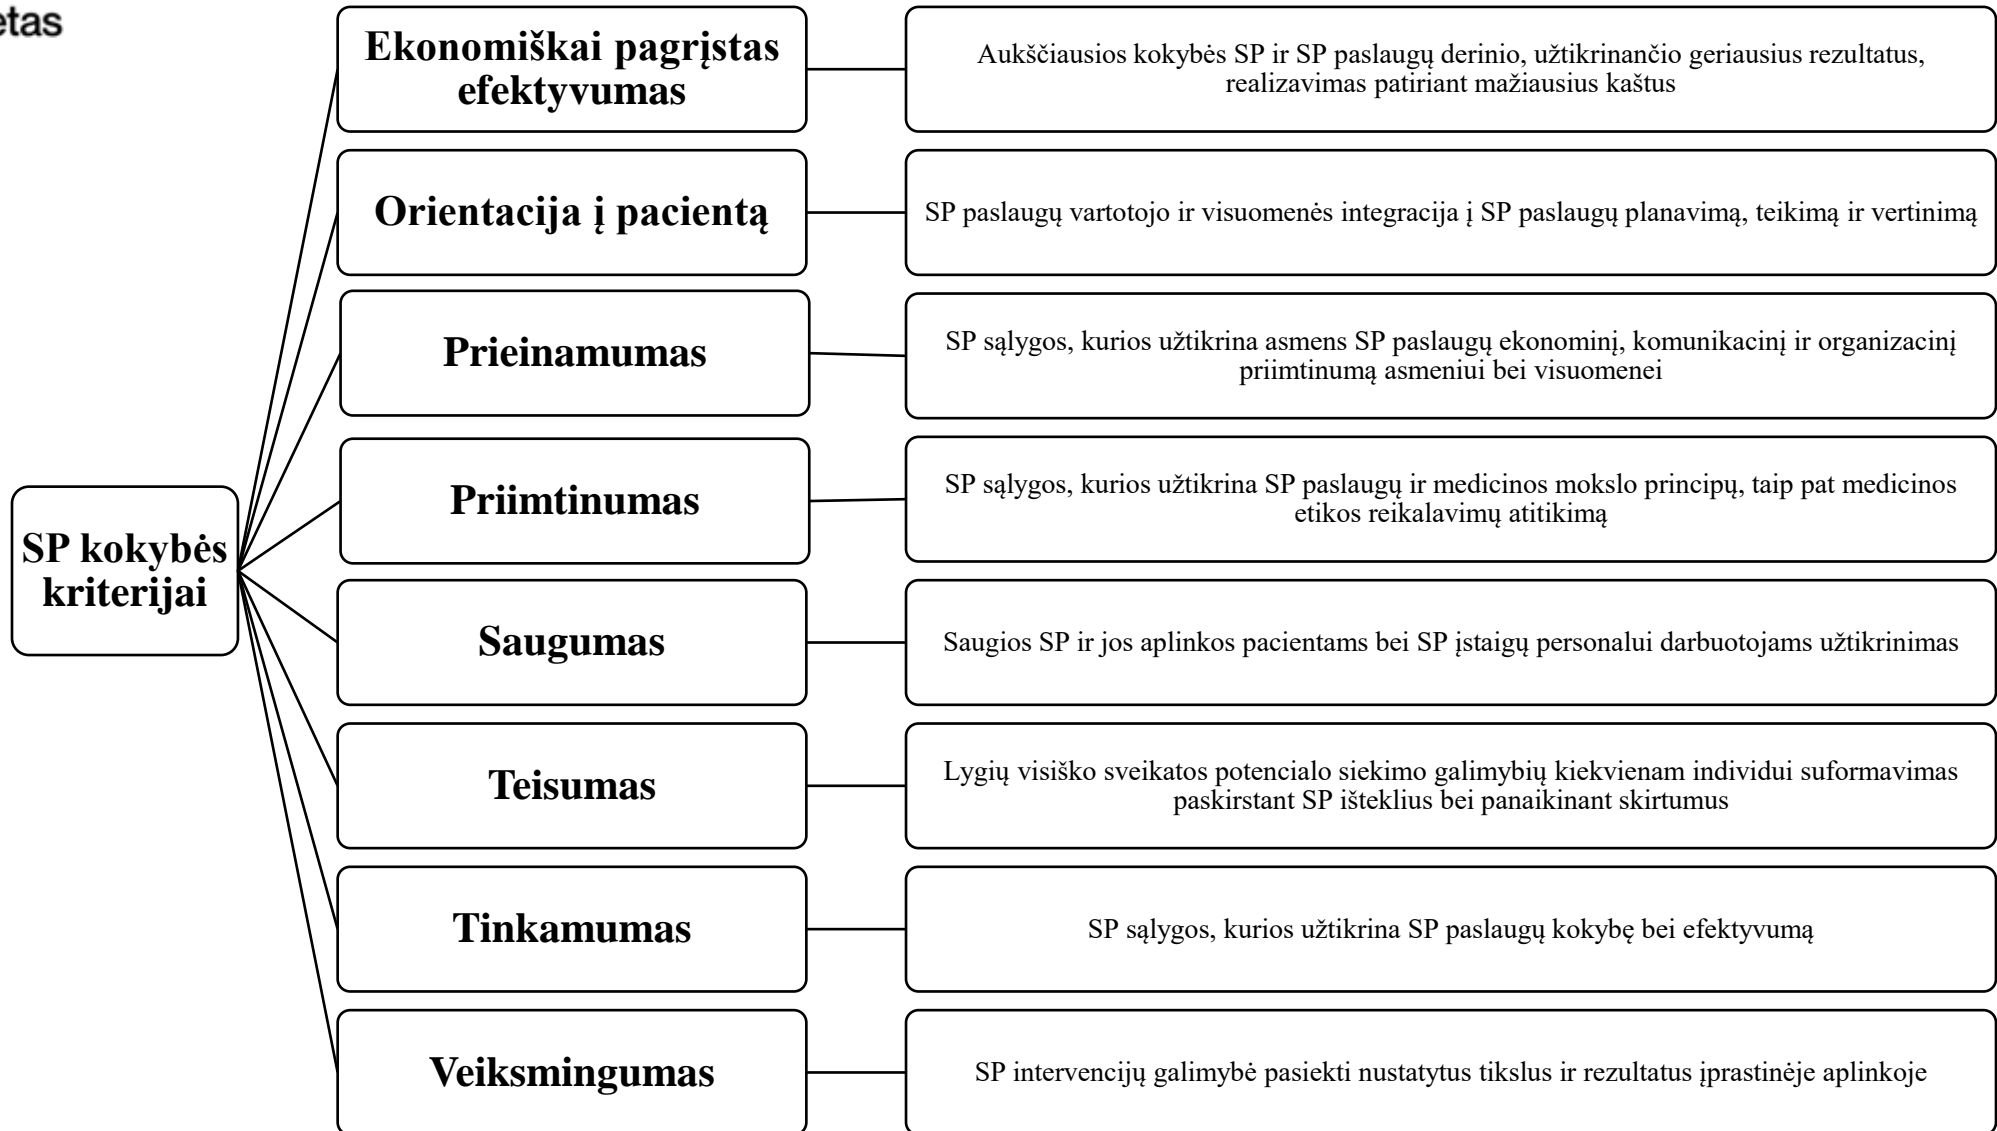 etas
Ekonomiškai pagrįstas
efektyvumas
Aukščiausios kokybės SP ir SP paslaugų derinio, užtikrinančio geriausius rezultatus,
realizavimas patiriant mažiausius kaštus
Orientacija į pacientą
SP paslaugų vartotojo ir visuomenės integracija į SP paslaugų planavimą, teikimą ir vertinimą
Prieinamumas
SP sąlygos, kurios užtikrina asmens SP paslaugų ekonominį, komunikacinį ir organizacinį
priimtinumą asmeniui bei visuomenei
Priimtinumas
SP sąlygos, kurios užtikrina SP paslaugų ir medicinos mokslo principų, taip pat medicinos
etikos reikalavimų atitikimą
SP kokybės
kriterijai
Saugumas
Saugios SP ir jos aplinkos pacientams bei SP įstaigų personalui darbuotojams užtikrinimas
Teisumas
Lygių visiško sveikatos potencialo siekimo galimybių kiekvienam individui suformavimas
paskirstant SP išteklius bei panaikinant skirtumus
Tinkamumas
SP sąlygos, kurios užtikrina SP paslaugų kokybę bei efektyvumą
Veiksmingumas
SP intervencijų galimybė pasiekti nustatytus tikslus ir rezultatus įprastinėje aplinkoje